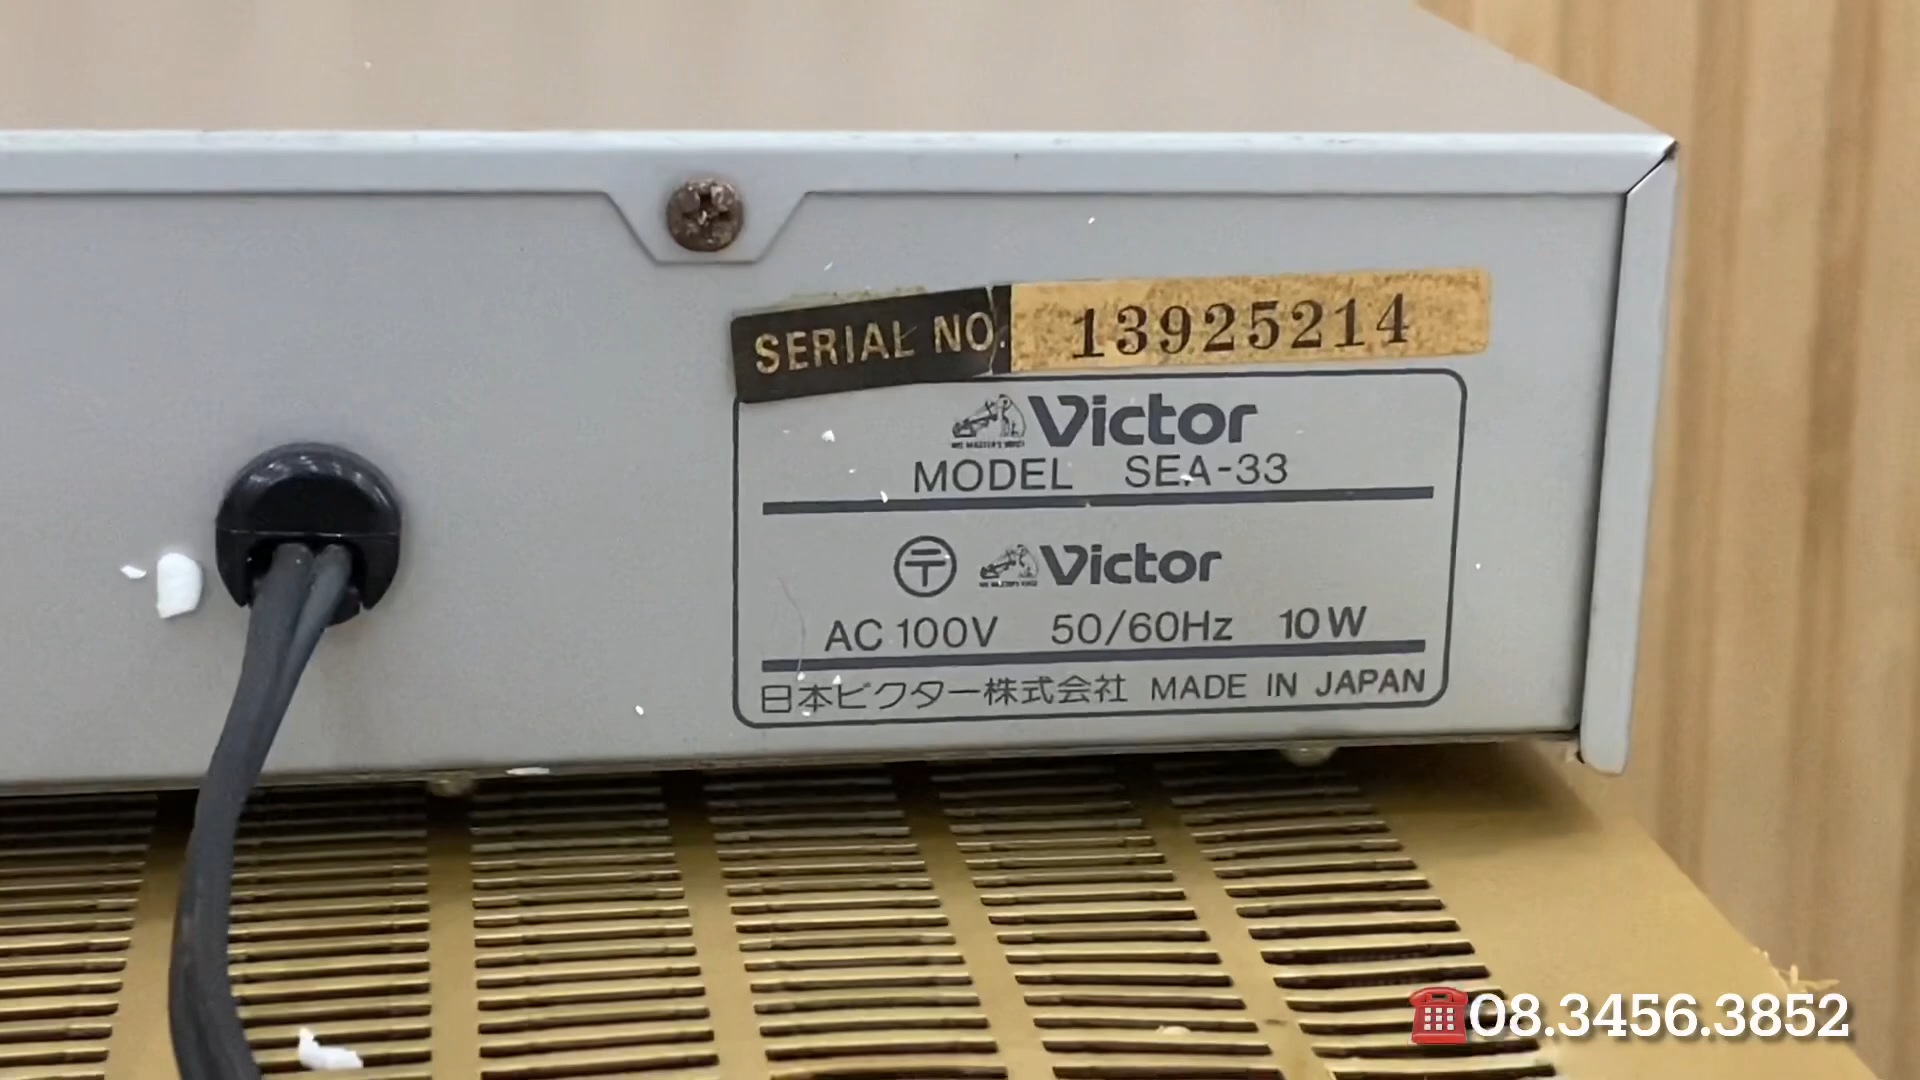 SERIAL NO. 13925214
Victor
MODEL SEA-33
〒 Victor
AC 100V 50/60Hz 10W
日本ビクター株式会社 MADE IN JAPAN
08.3456.3852